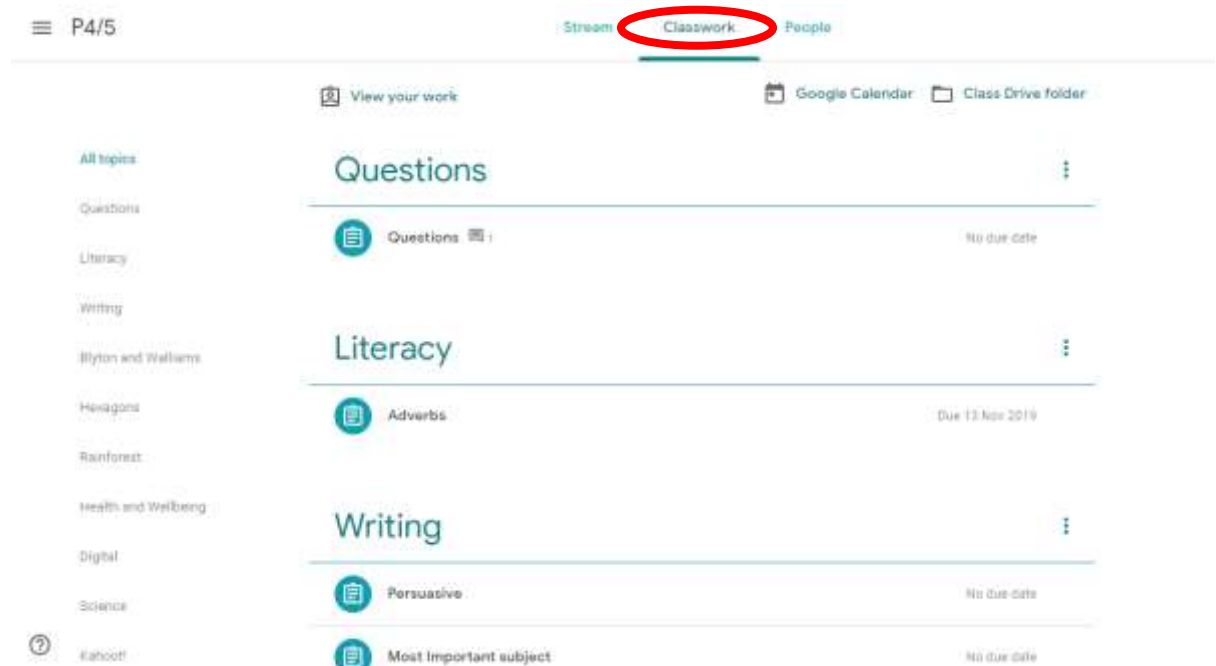 P4/5
Stream Classwork People
View your work
Google Calendar Class Drive folder
All topics
Questions
Literacy
Writing
Blyton and Walliams
Hexagons
Rainforest
Health and Wellbeing
Digital
Science
Kahoot!
Questions
Questions 1 No due date
Literacy
Adverbs Due 13 Nov 2019
Writing
Persuasive No due date
Most Important subject No due date